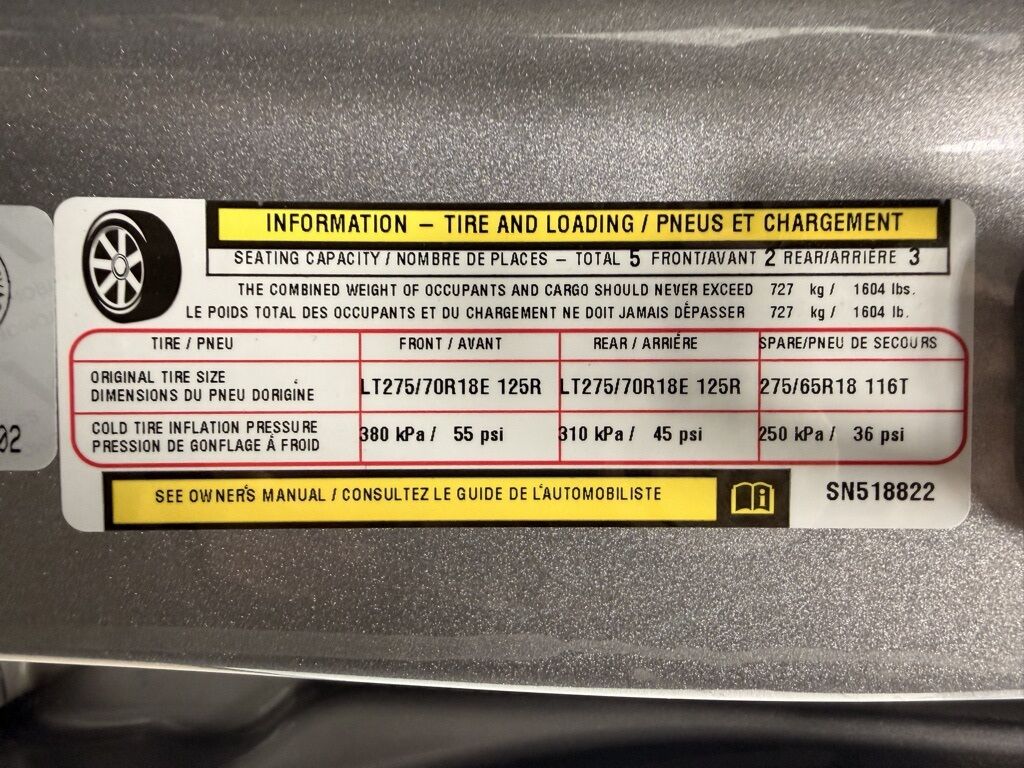 INFORMATION – TIRE AND LOADING / PNEUS ET CHARGEMENT
SEATING CAPACITY / NOMBRE DE PLACES – TOTAL 5 FRONT/AVANT 2 REAR/ARRIÈRE 3
THE COMBINED WEIGHT OF OCCUPANTS AND CARGO SHOULD NEVER EXCEED 727 kg / 1604 lbs.
LE POIDS TOTAL DES OCCUPANTS ET DU CHARGEMENT NE DOIT JAMAIS DÉPASSER 727 kg / 1604 lb.
TIRE / PNEU FRONT / AVANT REAR / ARRIÈRE SPARE/PNEU DE SECOURS
ORIGINAL TIRE SIZE
DIMENSIONS DU PNEU D'ORIGINE
LT275/70R18E 125R LT275/70R18E 125R 275/65R18 116T
COLD TIRE INFLATION PRESSURE
PRESSION DE GONFLAGE À FROID
380 kPa / 55 psi 310 kPa / 45 psi 250 kPa / 36 psi
SEE OWNER'S MANUAL / CONSULTEZ LE GUIDE DE L'AUTOMOBILISTE
SN518822
02